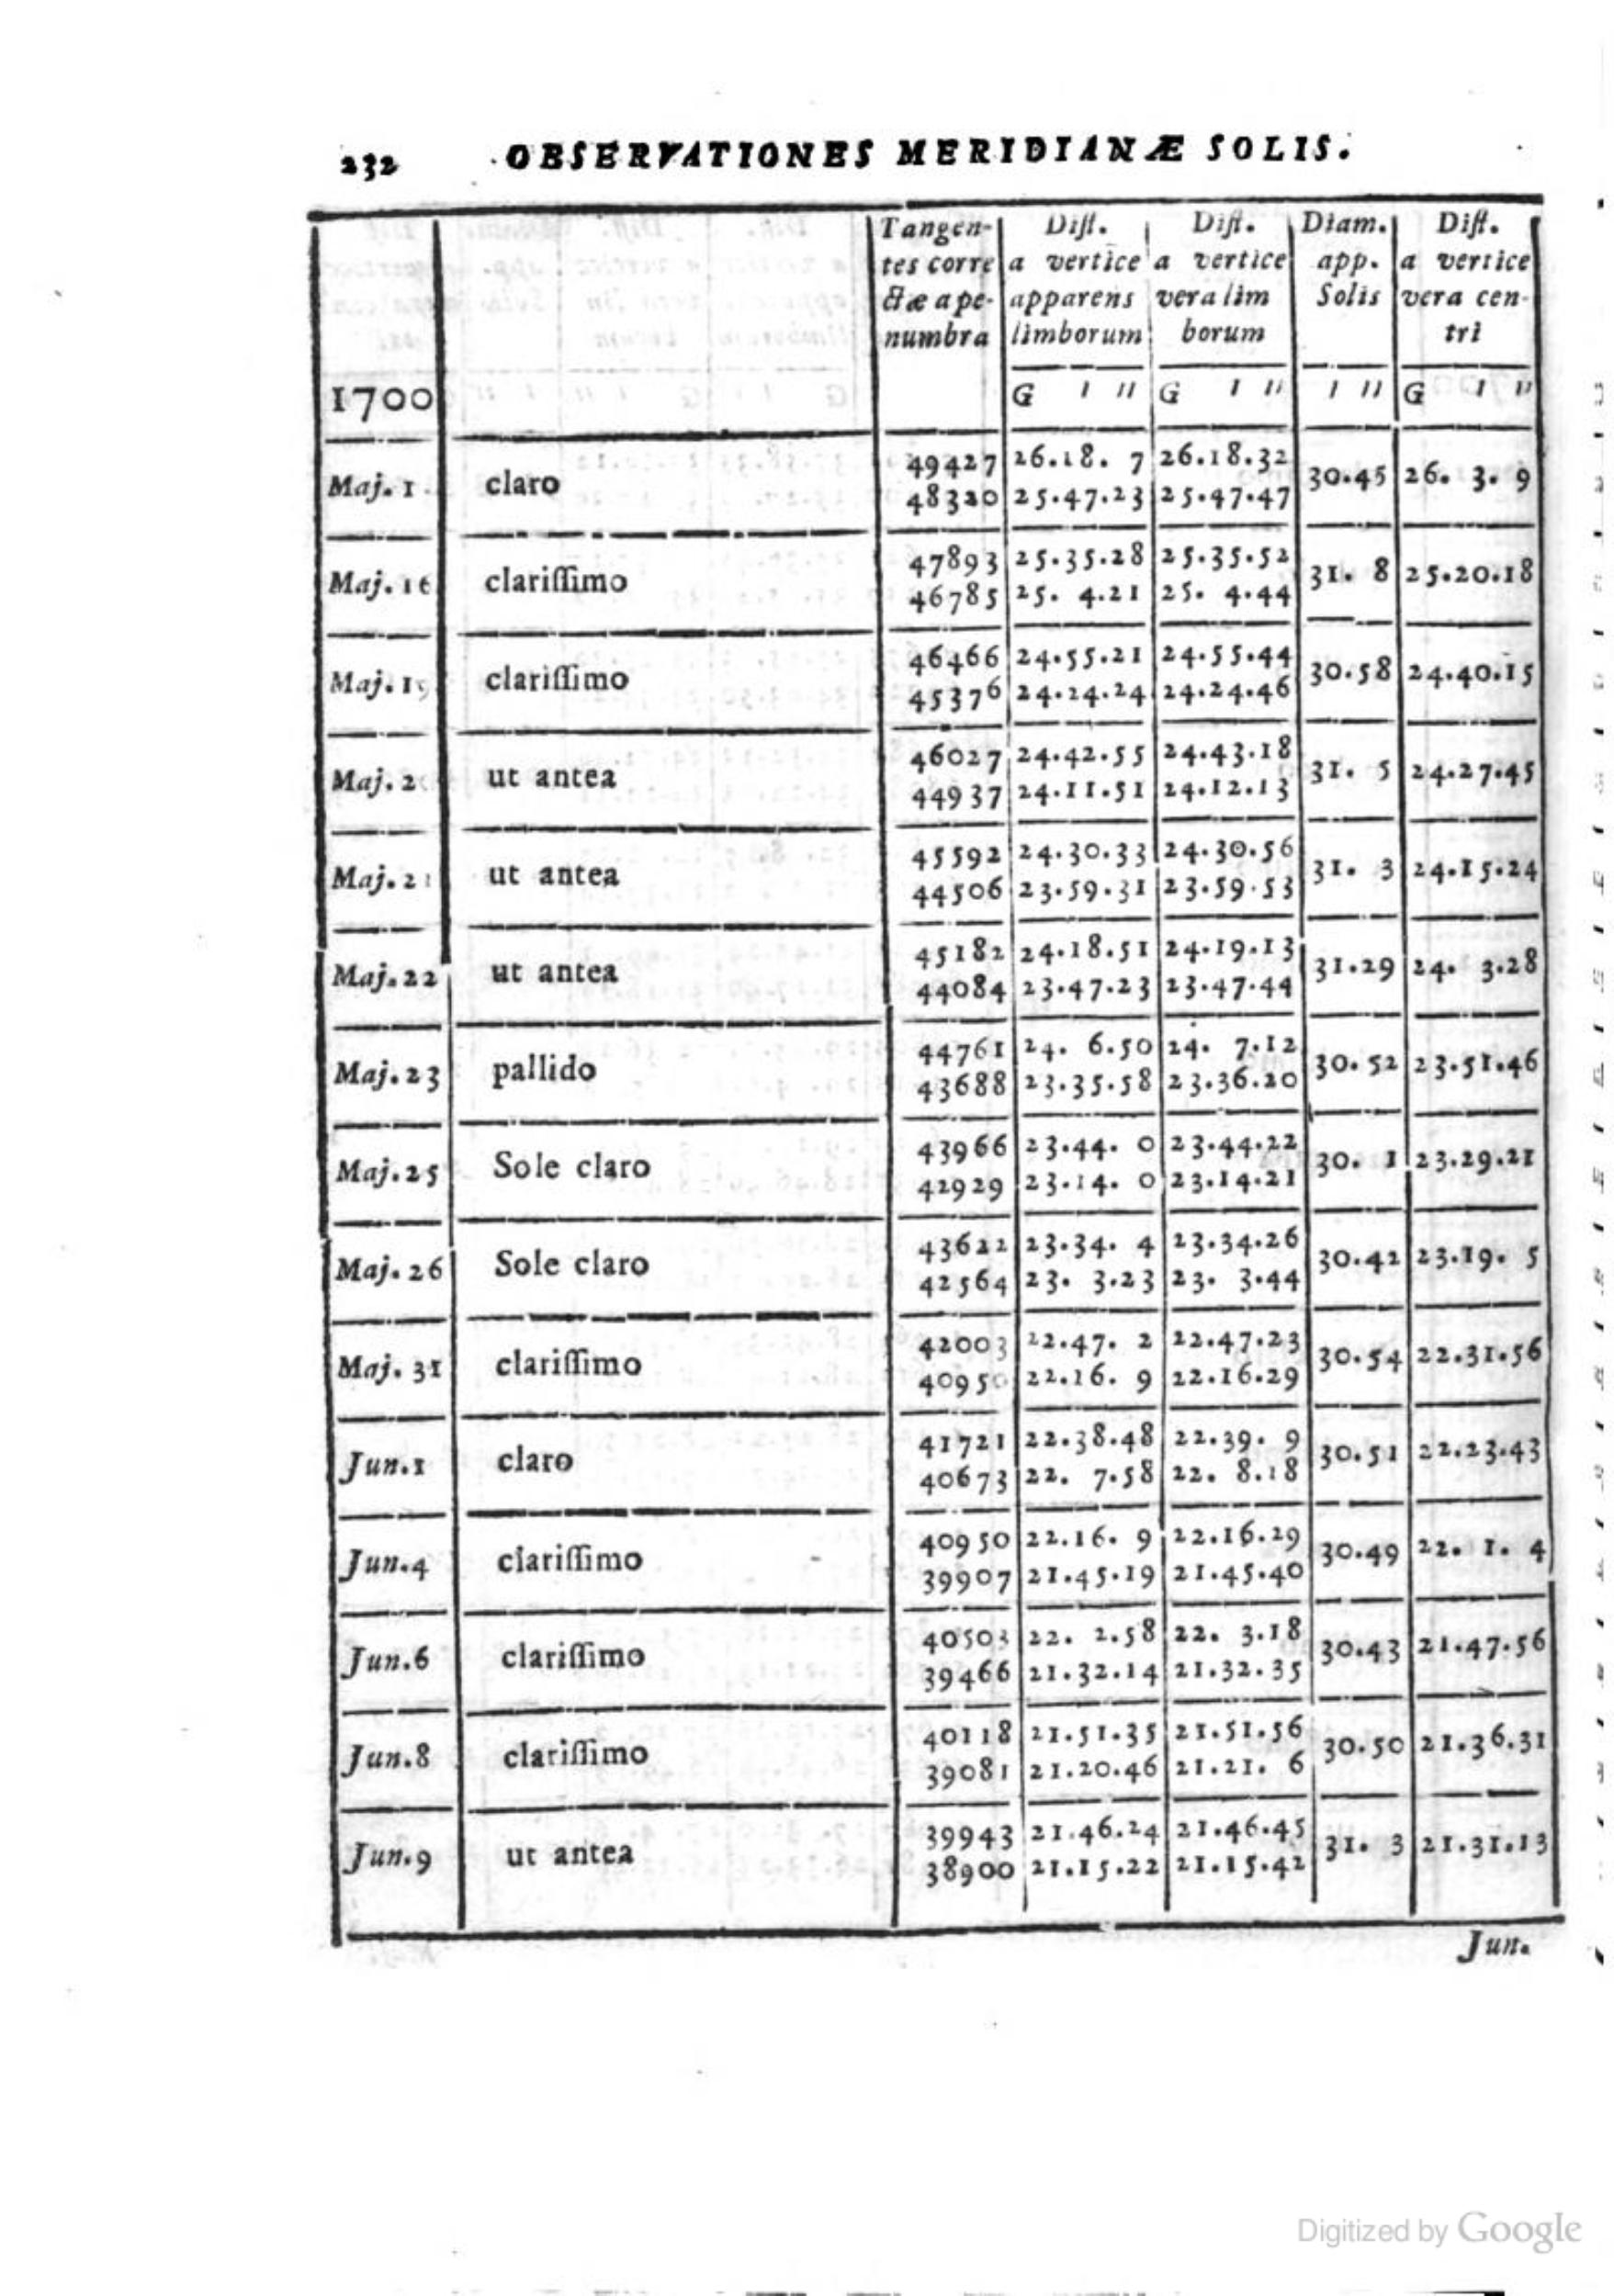 232 OBSERVATIONES MERIDIANÆ SOLIS.
1700
Tangen-
tes corre
ctæ a pe-
numbra
Dist.
a vertice
apparens
limborum
G ı ıı
Dist.
a vertice
vera lim
borum
G ı ıı
Diam.
app.
Solis
ı ıı
Dist.
a vertice
vera cen-
tri
G ı ıı
Maj. 1 claro 49427 26.18. 7 26.18.32 30.45 26. 3. 9
48320 25.47.23 25.47.47
Maj. 16 clarissimo 47893 25.35.28 25.35.52 31. 8 25.20.18
46785 25. 4.21 25. 4.44
Maj. 19 clarissimo 46466 24.55.21 24.55.44 30.58 24.40.15
45376 24.24.24 24.24.46
Maj. 20 ut antea 46027 24.42.55 24.43.18 31. 5 24.27.45
44937 24.11.51 24.12.13
Maj. 21 ut antea 45592 24.30.33 24.30.56 31. 3 24.15.24
44506 23.59.31 23.59.53
Maj. 22 ut antea 45182 24.18.51 24.19.13 31.29 24. 3.28
44084 23.47.23 23.47.44
Maj. 23 pallido 44761 24. 6.50 24. 7.12 30.52 23.51.46
43688 23.35.58 23.36.20
Maj. 25 Sole claro 43966 23.44. 0 23.44.22 30. 1 23.29.21
42929 23.14. 0 23.14.21
Maj. 26 Sole claro 43622 23.34. 4 23.34.26 30.42 23.19. 5
42564 23. 3.23 23. 3.44
Maj. 31 clarissimo 42003 22.47. 2 22.47.23 30.54 22.31.56
40950 22.16. 9 22.16.29
Jun. 1 claro 41721 22.38.48 22.39. 9 30.51 22.23.43
40673 22. 7.58 22. 8.18
Jun. 4 clarissimo 40950 22.16. 9 22.16.29 30.49 22. 1. 4
39907 21.45.19 21.45.40
Jun. 6 clarissimo 40503 22. 2.58 22. 3.18 30.43 21.47.56
39466 21.32.14 21.32.35
Jun. 8 clarissimo 40118 21.51.35 21.51.56 30.50 21.36.31
39081 21.20.46 21.21. 6
Jun. 9 ut antea 39943 21.46.24 21.46.45 31. 3 21.31.13
38900 21.15.22 21.15.42
Jun.
Digitized by Google